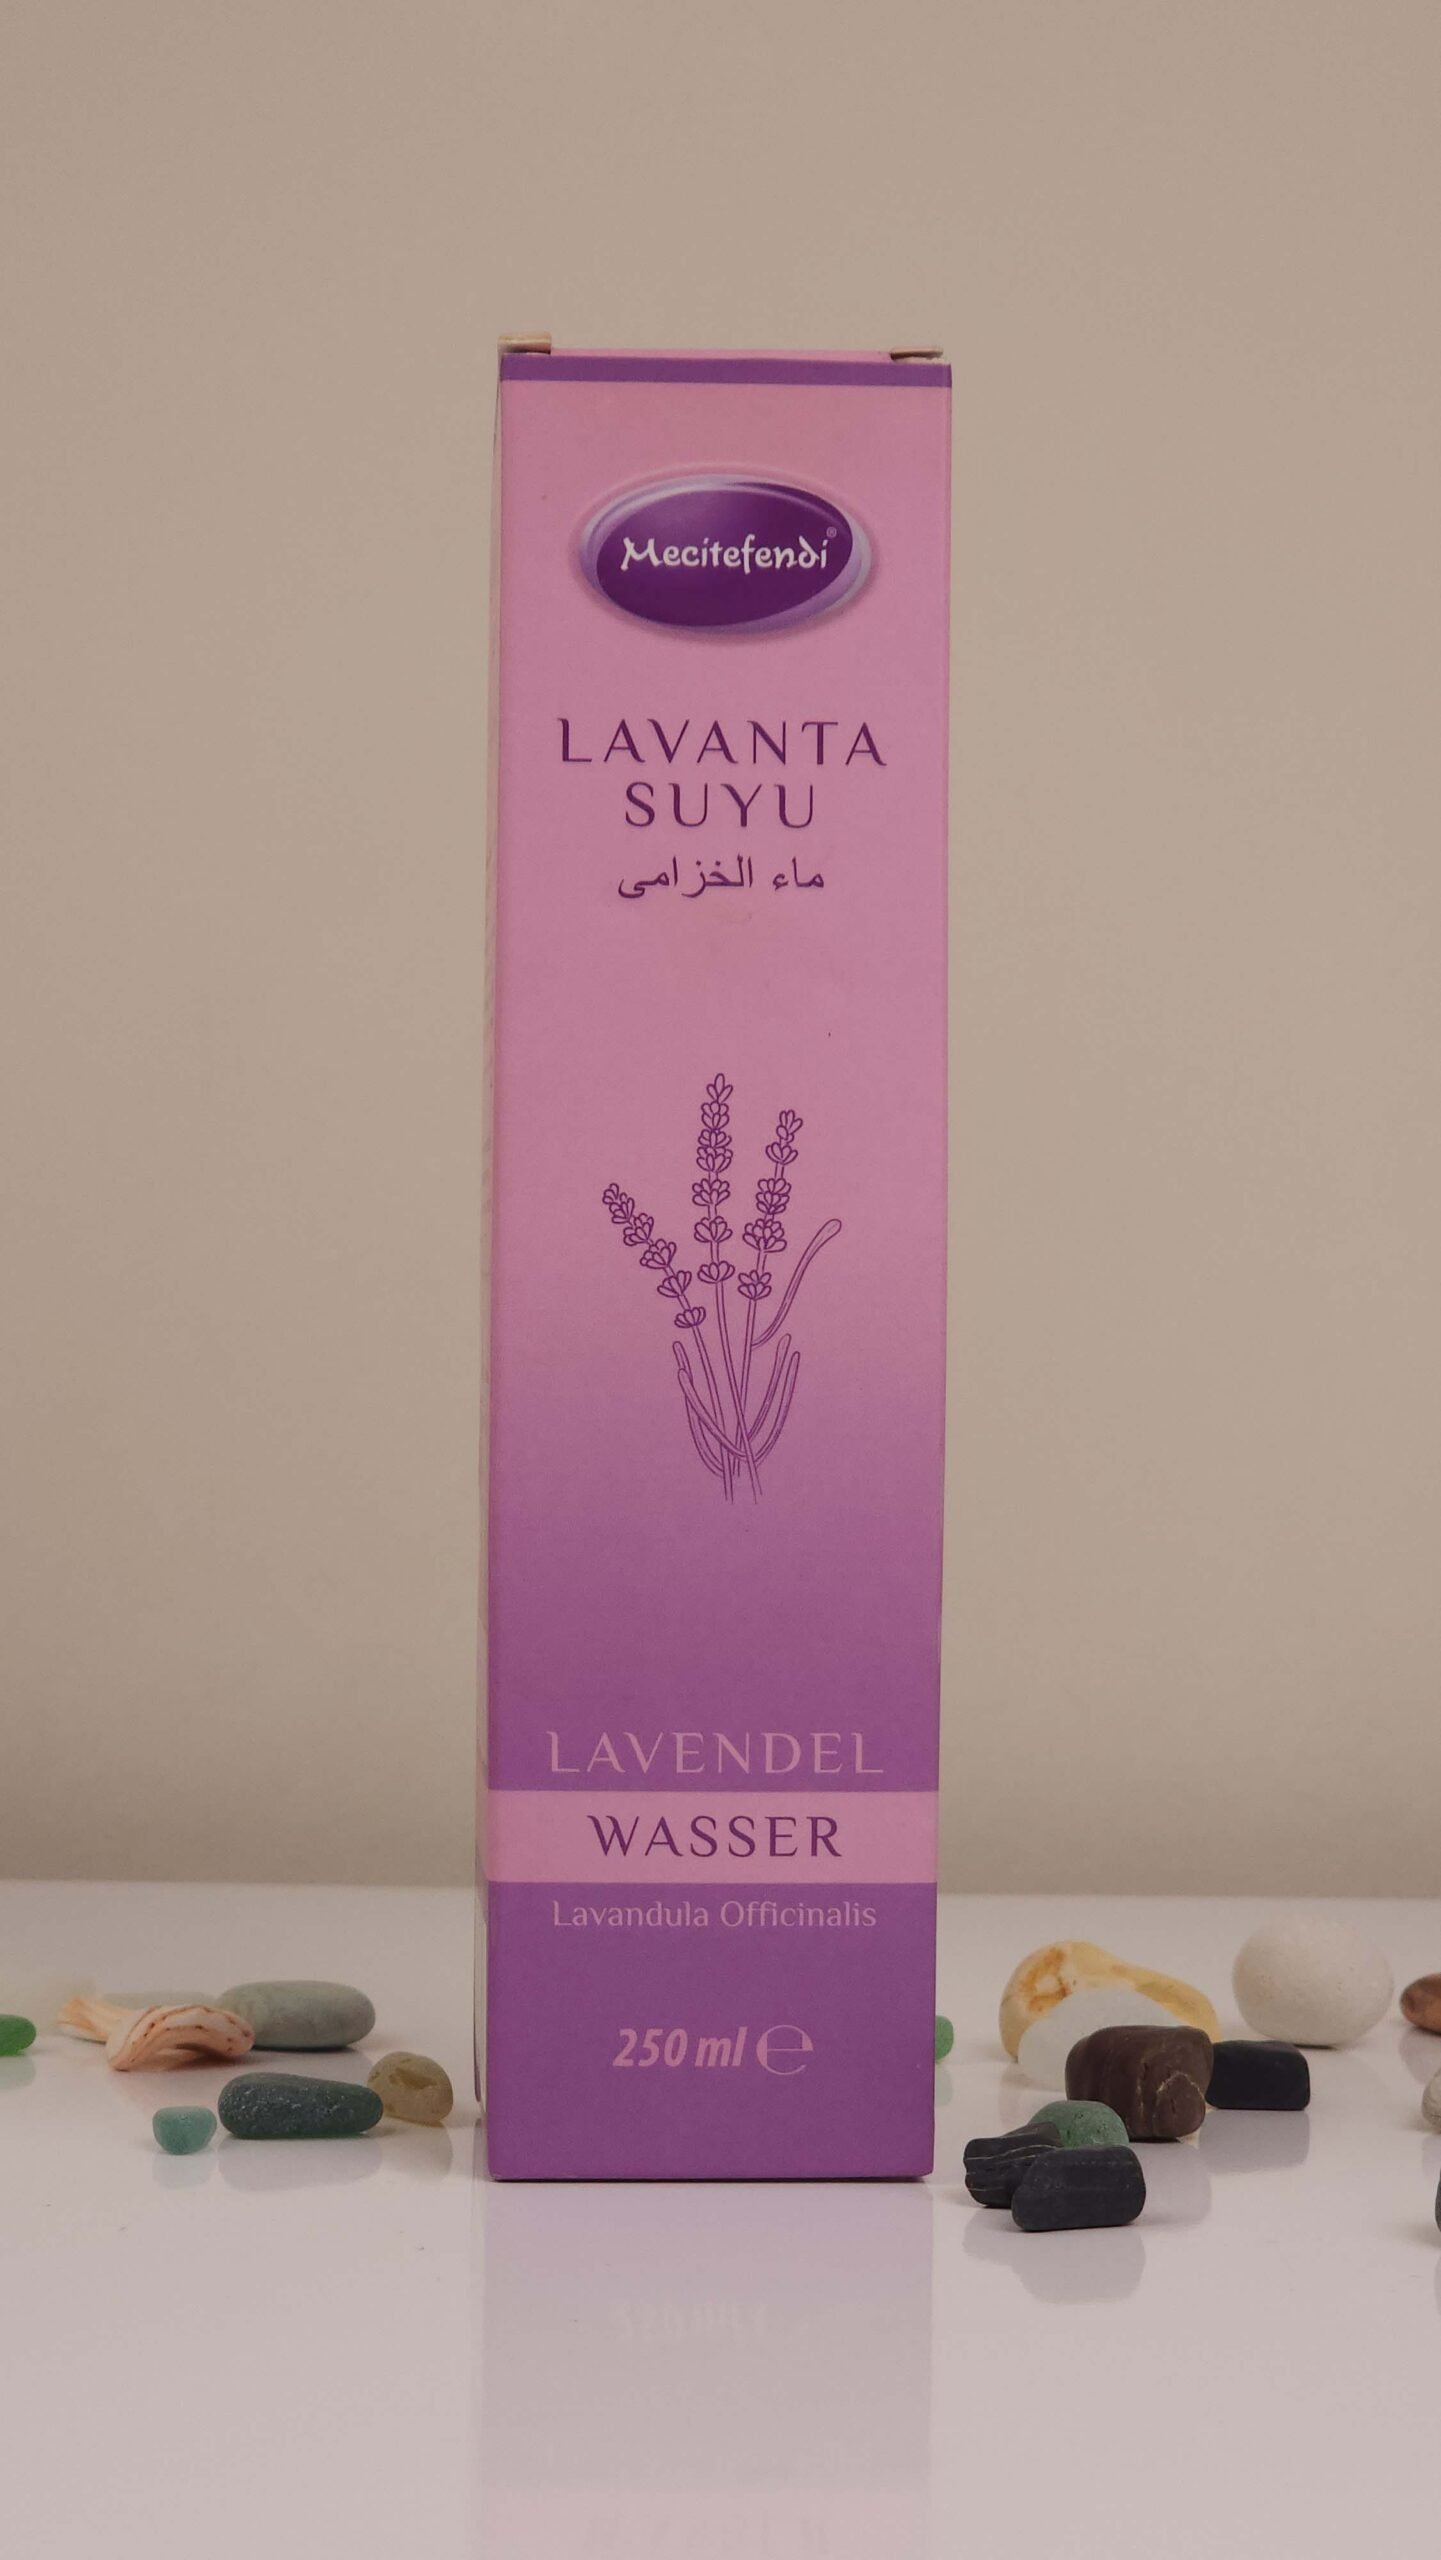 Mecitefendi®
LAVANTA
SUYU
ماء الخزامى
LAVENDEL
WASSER
Lavandula Officinalis
250 ml ℮